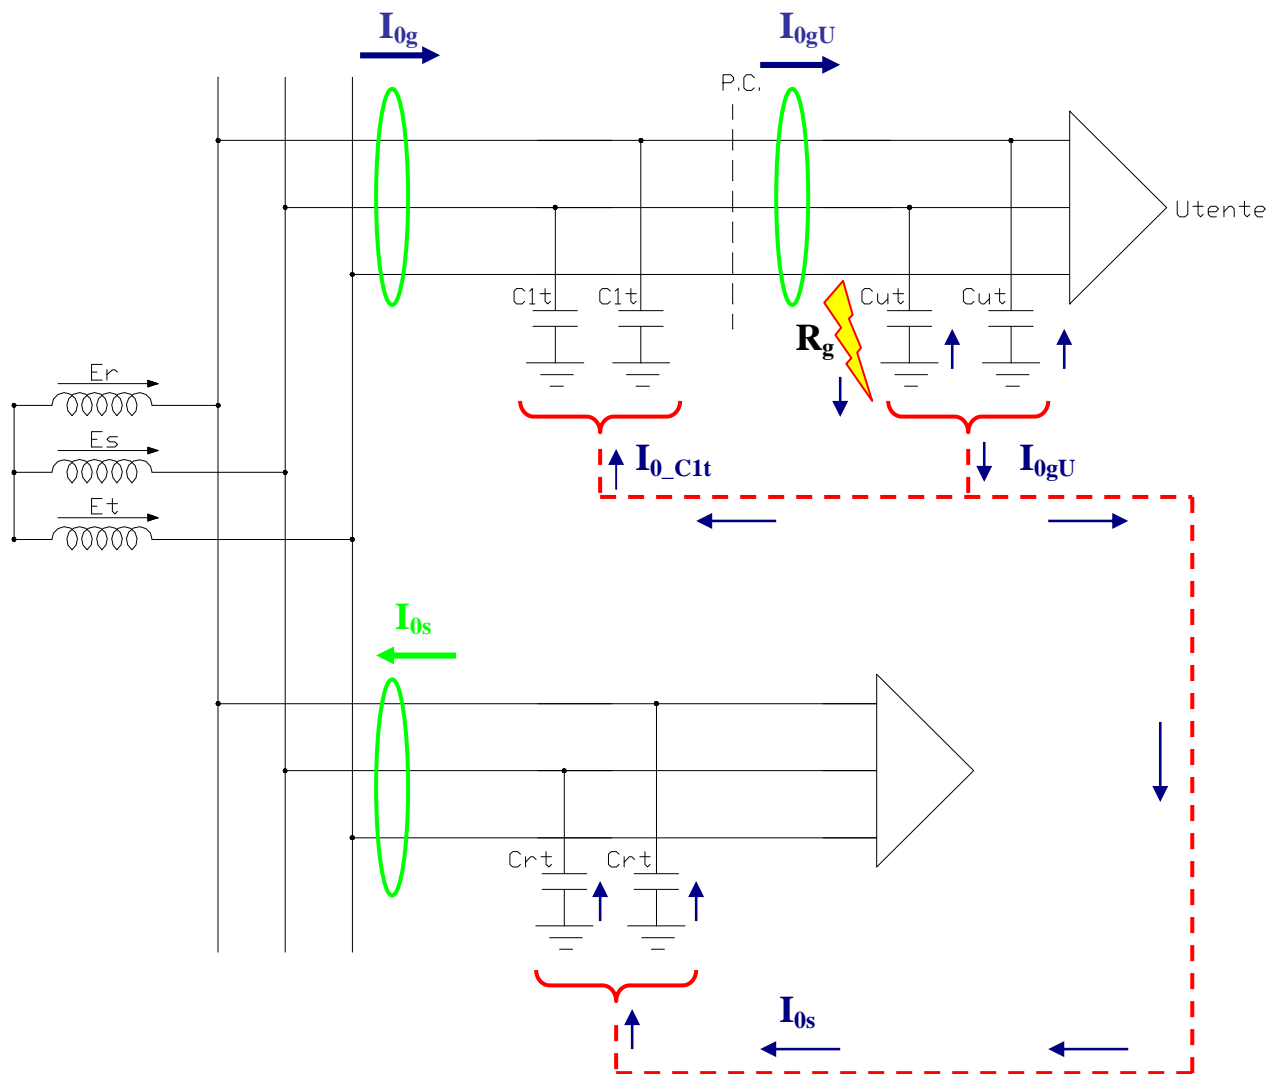 I0g
I0gU
P.C.
Utente
C1t C1t
Cut Cut
Rg
Er
Es
Et
I0_C1t
I0gU
I0s
Crt Crt
I0s